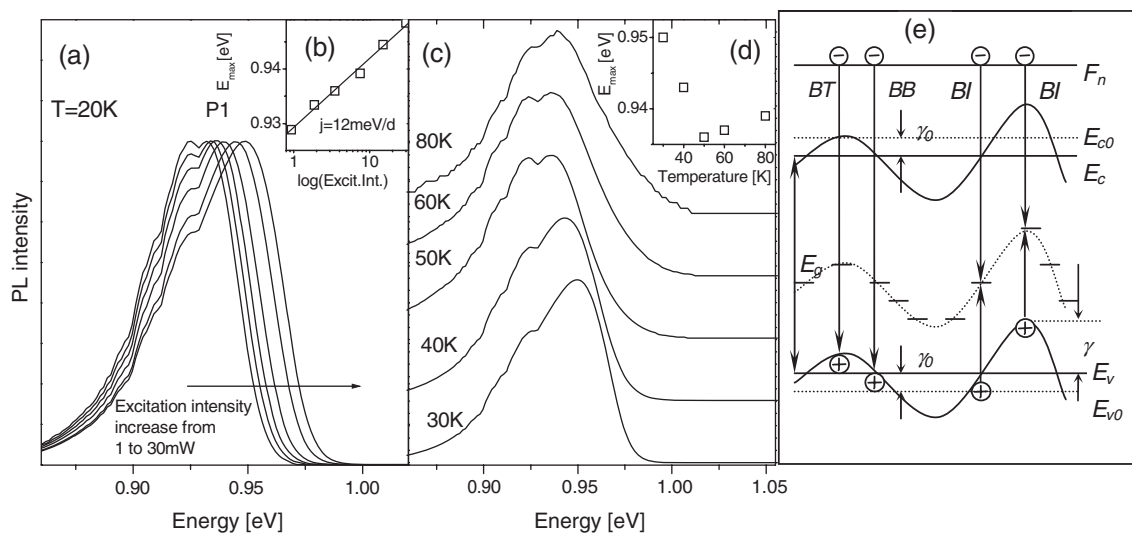 (a)
T=20K
P1
PL intensity
Excitation intensity
increase from
1 to 30mW
0.90
0.95
1.00
Energy [eV]
(b)
E_max [eV]
0.94
0.93
j=12meV/d
1
10
log(Excit.Int.)
(c)
80K
60K
50K
40K
30K
0.90
0.95
1.00
1.05
Energy [eV]
(d)
E_max [eV]
0.95
0.94
40
60
80
Temperature [K]
(e)
F_n
BT
BB
BI
BI
γ_0
E_c0
E_c
E_g
γ_0
γ
E_v
E_v0